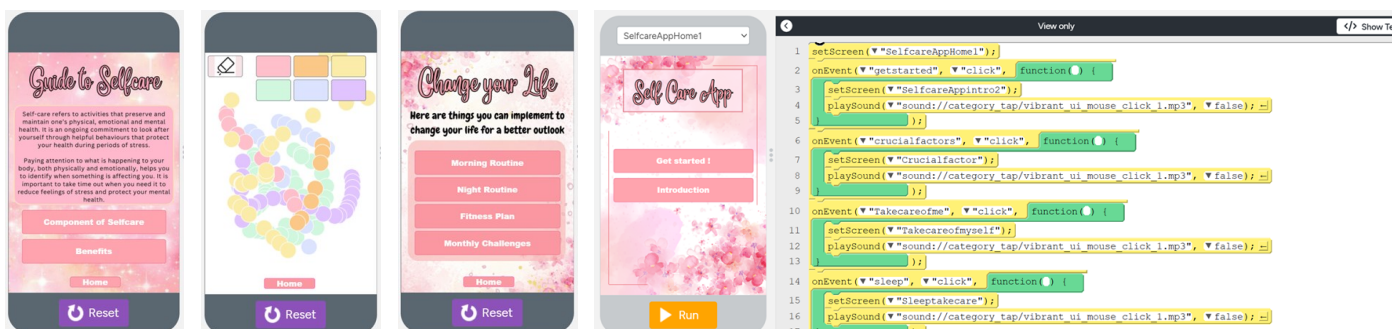 Guide to Selfcare
Self-care refers to activities that preserve and
maintain one's physical, emotional and mental
health. It is an ongoing commitment to look after
yourself through helpful behaviours that protect
your health during periods of stress.
Paying attention to what is happening to your
body, both physically and emotionally, helps you
to identify when something is affecting you. It is
important to take time out when you need it to
reduce feelings of stress and protect your mental
health.
Component of Selfcare
Benefits
Home
Reset
Home
Reset
Change your Life
Here are things you can implement to
change your life for a better outlook
Morning Routine
Night Routine
Fitness Plan
Monthly Challenges
Home
Reset
SelfcareAppHome1
Self Care App
Get started !
Introduction
Run
View only
</> Show Te
1 setScreen(▼"SelfcareAppHome1");
2 onEvent(▼"getstarted", ▼"click", function() {
3 setScreen(▼"SelfcareAppintro2");
4 playSound(▼"sound://category_tap/vibrant_ui_mouse_click_1.mp3", ▼false);
5 });
6 onEvent(▼"crucialfactors", ▼"click", function() {
7 setScreen(▼"Crucialfactor");
8 playSound(▼"sound://category_tap/vibrant_ui_mouse_click_1.mp3", ▼false);
9 });
10 onEvent(▼"Takecareofme", ▼"click", function() {
11 setScreen(▼"Takecareofmyself");
12 playSound(▼"sound://category_tap/vibrant_ui_mouse_click_1.mp3", ▼false);
13 });
14 onEvent(▼"sleep", ▼"click", function() {
15 setScreen(▼"Sleeptakecare");
16 playSound(▼"sound://category_tap/vibrant_ui_mouse_click_1.mp3", ▼false);